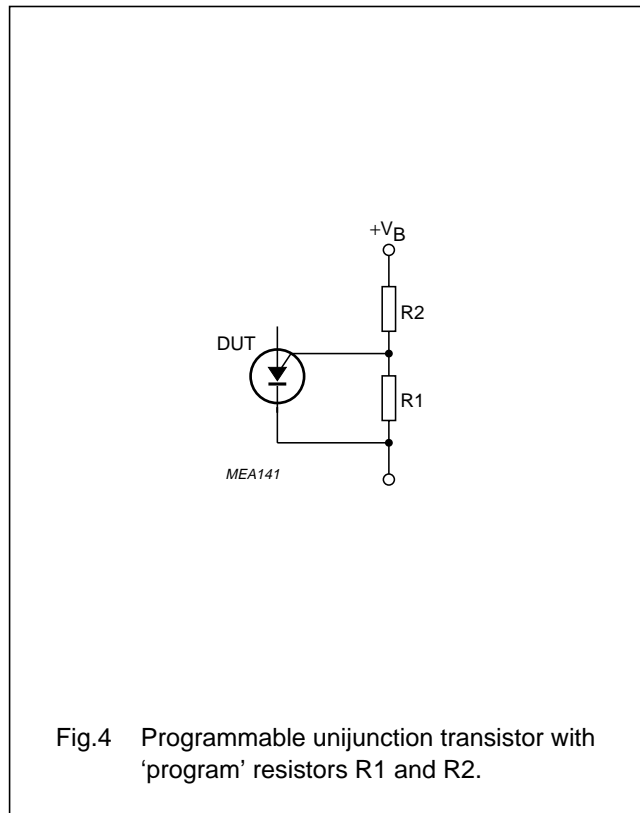 +VB
R2
DUT
R1
MEA141
Fig.4 Programmable unijunction transistor with
‘program’ resistors R1 and R2.